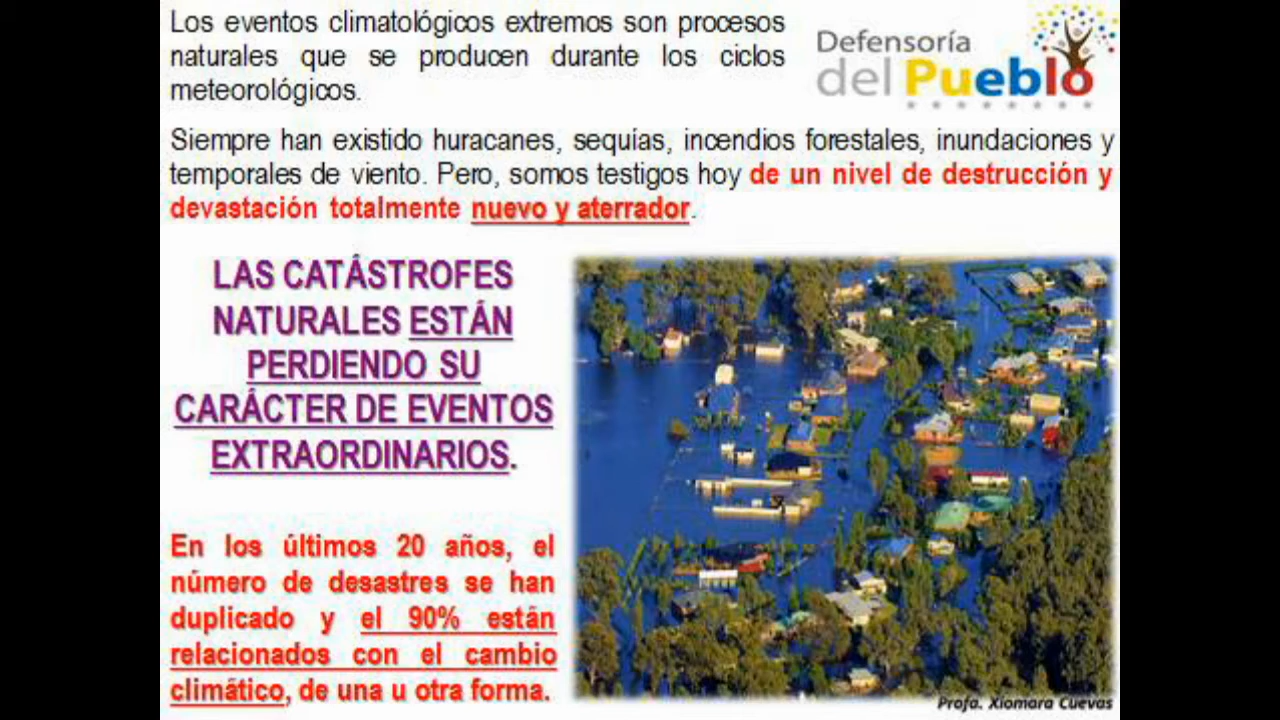 Los eventos climatológicos extremos son procesos
naturales que se producen durante los ciclos
meteorológicos.
Defensoría
del Pueblo
Siempre han existido huracanes, sequías, incendios forestales, inundaciones y
temporales de viento. Pero, somos testigos hoy de un nivel de destrucción y
devastación totalmente nuevo y aterrador.
LAS CATÁSTROFES
NATURALES ESTÁN
PERDIENDO SU
CARÁCTER DE EVENTOS
EXTRAORDINARIOS.
En los últimos 20 años, el
número de desastres se han
duplicado y el 90% están
relacionados con el cambio
climático, de una u otra forma.
Profa. Xiomara Cuevas